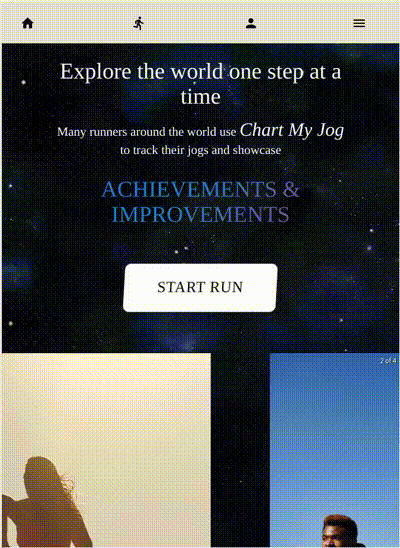 Explore the world one step at a
time
Many runners around the world use Chart My Jog
to track their jogs and showcase
ACHIEVEMENTS &
IMPROVEMENTS
START RUN
2 of 4